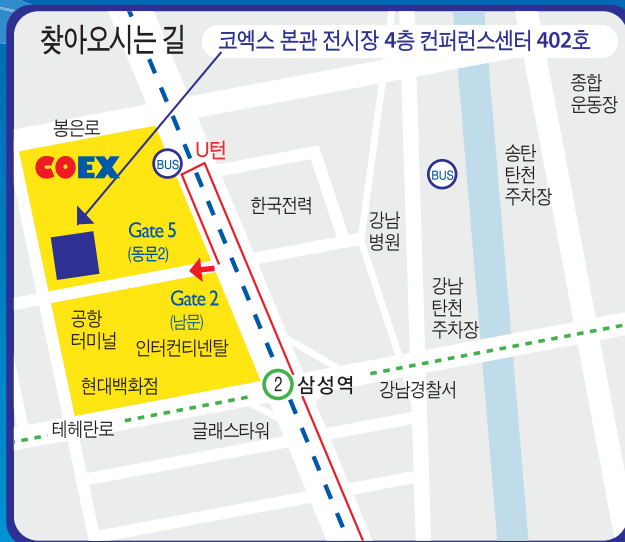 찾아오시는 길
코엑스 본관 전시장 4층 컨퍼런스센터 402호
종합
운동장
봉은로
COEX
BUS
U턴
BUS
송탄
탄천
주차장
한국전력
강남
병원
Gate 5
(동문2)
Gate 2
(남문)
강남
탄천
주차장
공항
터미널
인터컨티넨탈
현대백화점
2
삼성역
강남경찰서
테헤란로
글래스타워